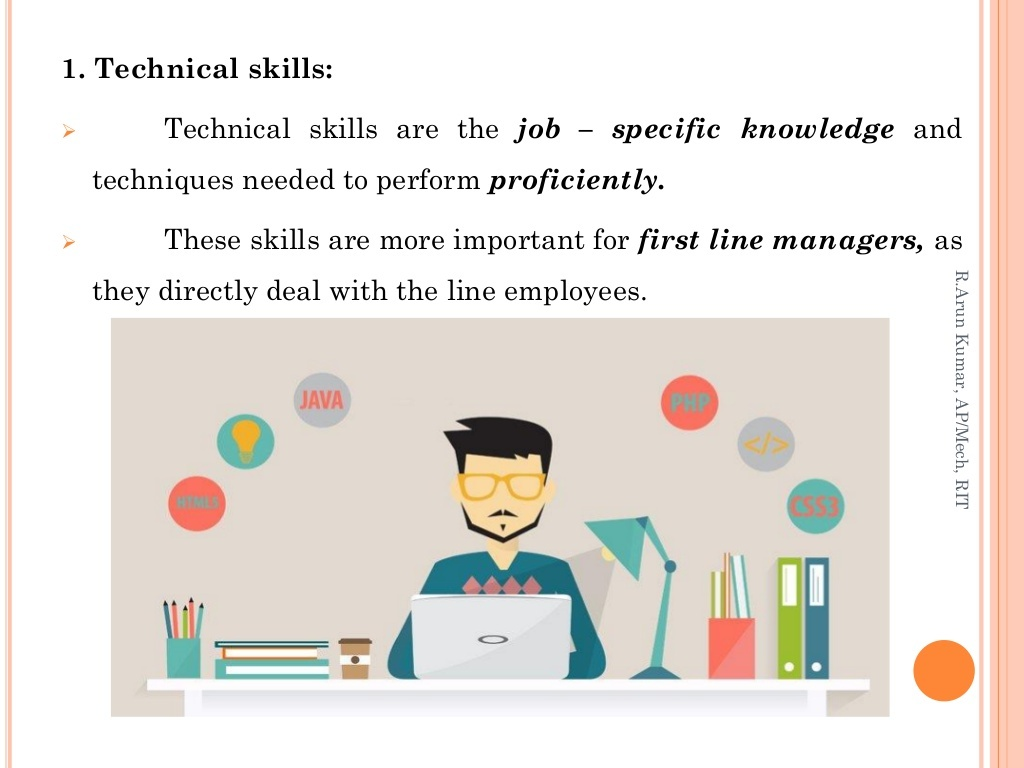 1. Technical skills:
➢ Technical skills are the job – specific knowledge and
techniques needed to perform proficiently.
➢ These skills are more important for first line managers, as
they directly deal with the line employees.
R.Arun Kumar, AP/Mech, RIT
JAVA
PHP
</>
HTML5
CSS3